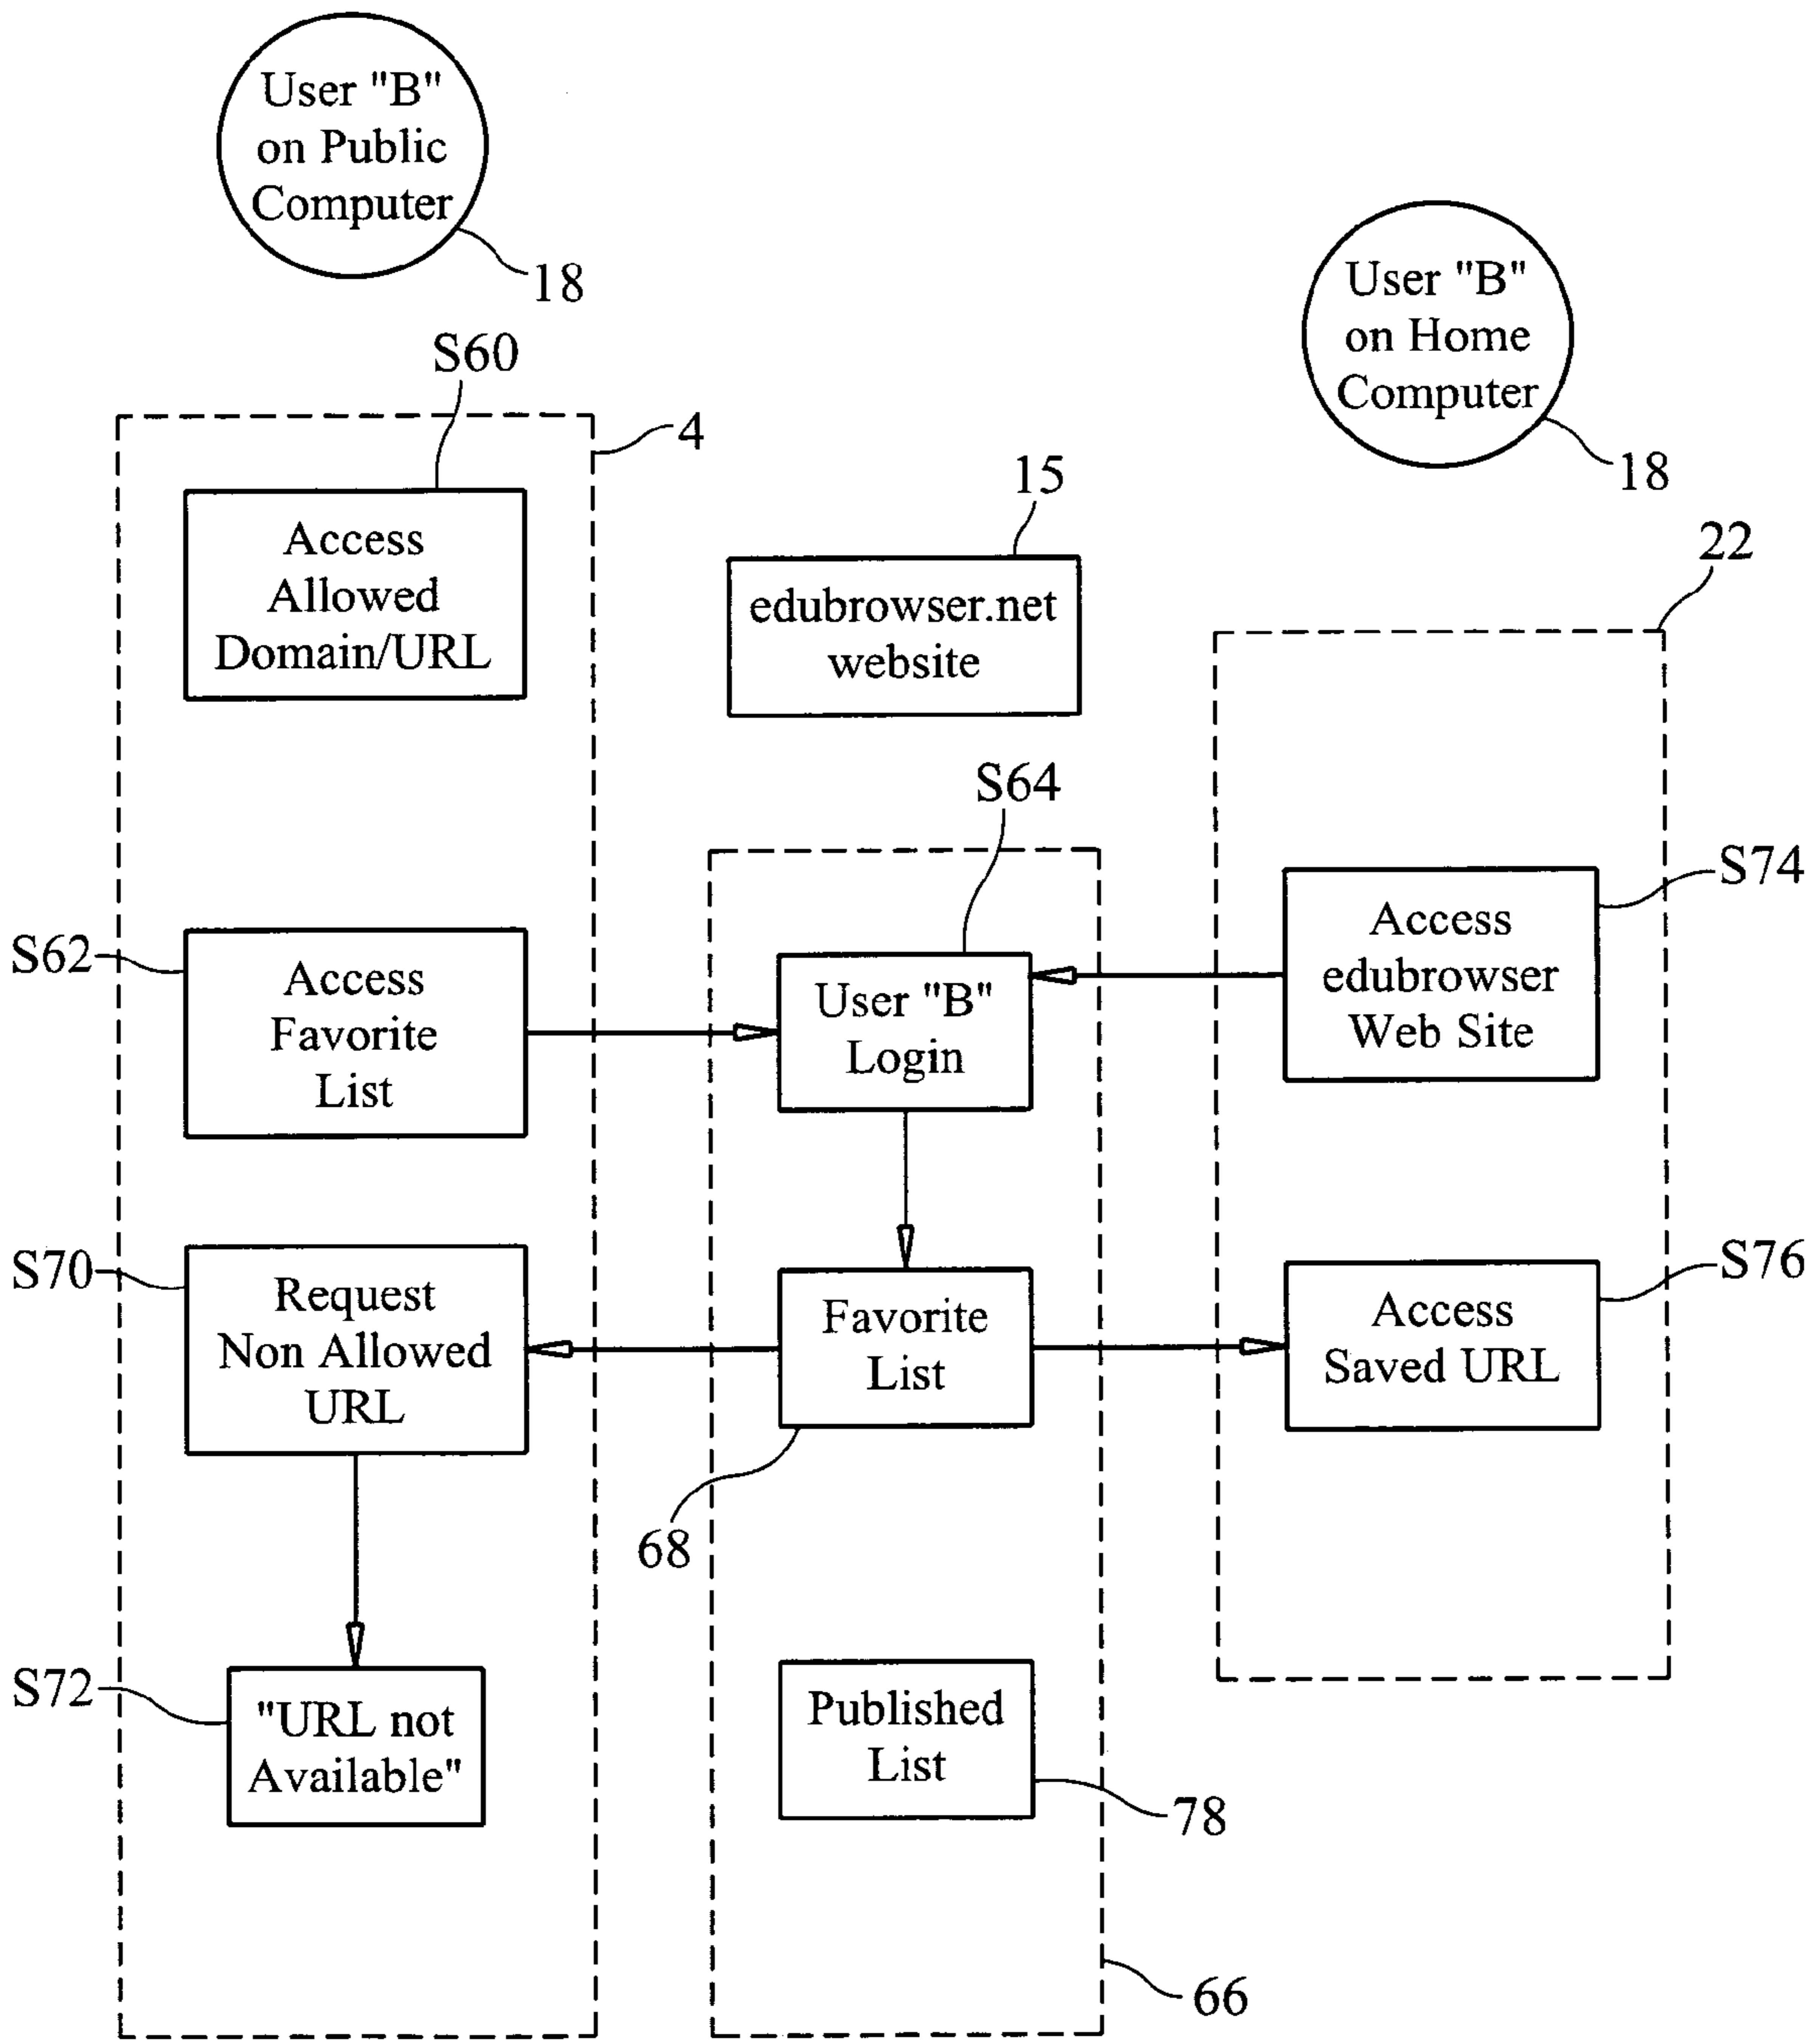 User "B"
on Public
Computer
18
User "B"
on Home
Computer
18
S60
4
Access
Allowed
Domain/URL
15
edubrowser.net
website
22
S64
S74
S62
Access
Favorite
List
User "B"
Login
Access
edubrowser
Web Site
S70
Request
Non Allowed
URL
Favorite
List
68
S76
Access
Saved URL
S72
"URL not
Available"
Published
List
78
66